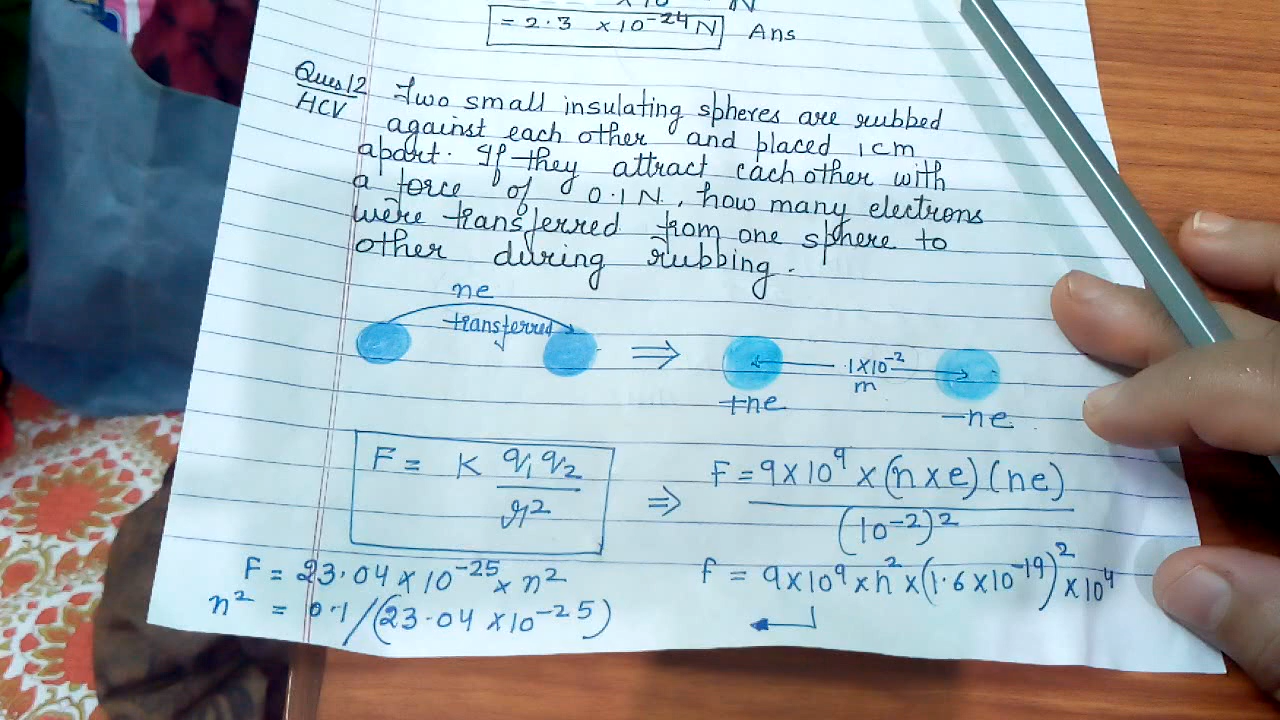 = 2.3 ×10⁻²⁴ N Ans
Ques12 Two small insulating spheres are rubbed
HCV against each other and placed 1cm
apart. If they attract each other with
a force of 0.1N, how many electrons
were transferred from one sphere to
other during rubbing.
ne
transferred
⇒ 1×10⁻² m
+ne -ne
F = K q₁q₂ / r² ⇒ F = 9×10⁹ × (n×e)(ne) / (10⁻²)²
F = 23.04 × 10⁻²⁵ × n² f = 9×10⁹ × n² × (1.6×10⁻¹⁹)² × 10⁴
n² = 0.1/(23.04 ×10⁻²⁵)